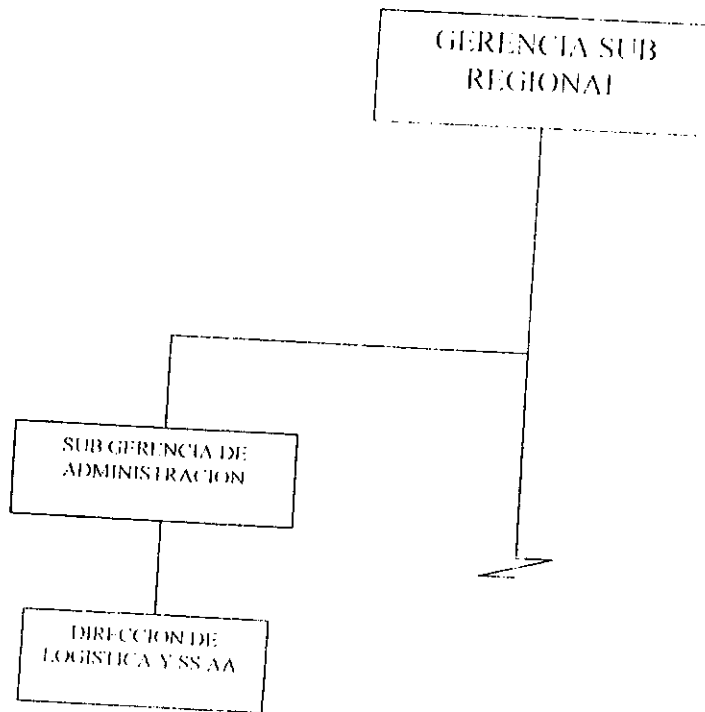 GERENCIA SUB
REGIONAL
SUB GERENCIA DE
ADMINISTRACION
DIRECCION DE
LOGISTICA Y SS.AA